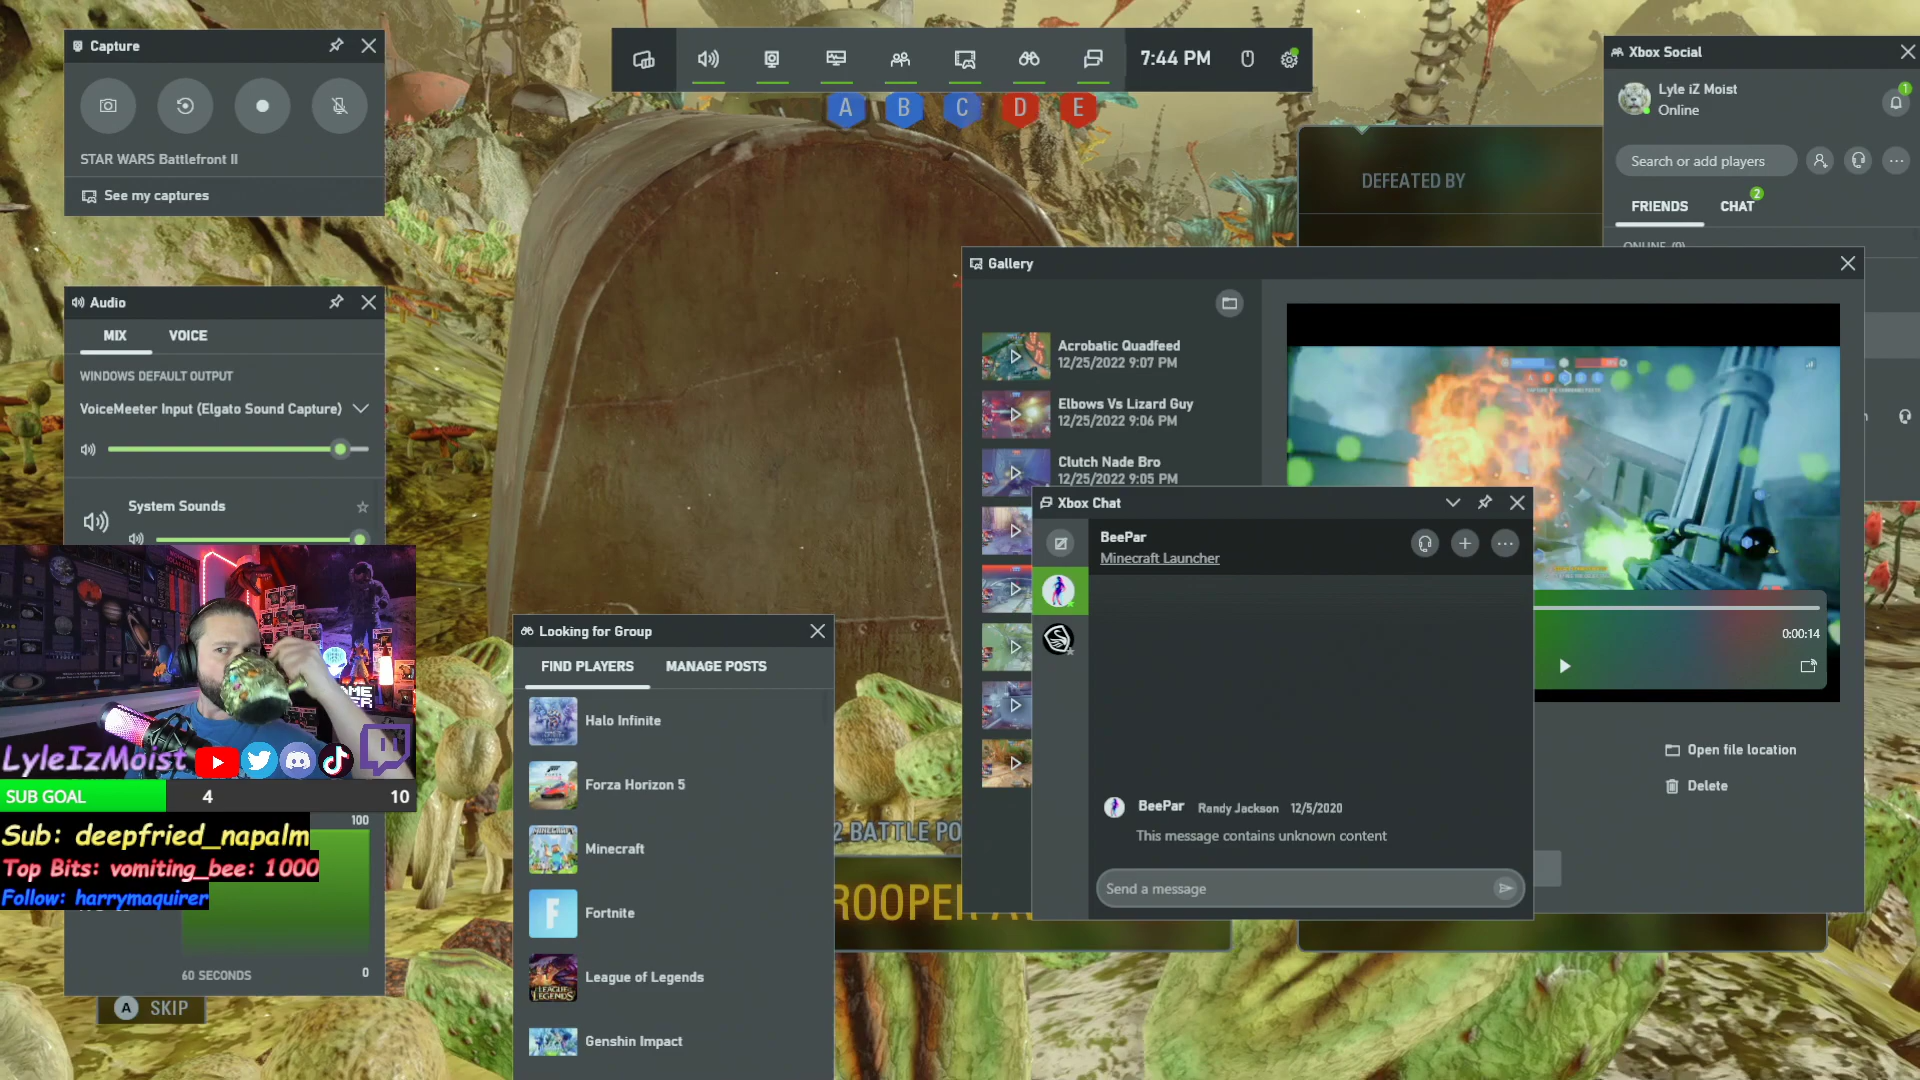 Capture
STAR WARS Battlefront II
See my captures
7:44 PM
A B C D E
Xbox Social
Lyle iZ Moist
Online
1
Search or add players
FRIENDS
CHAT
2
DEFEATED BY
Audio
MIX
VOICE
WINDOWS DEFAULT OUTPUT
VoiceMeeter Input (Elgato Sound Capture)
System Sounds
Gallery
Acrobatic Quadfeed
12/25/2022 9:07 PM
Elbows Vs Lizard Guy
12/25/2022 9:06 PM
Clutch Nade Bro
12/25/2022 9:05 PM
0:00:14
Open file location
Delete
Xbox Chat
BeePar
Minecraft Launcher
BeePar Randy Jackson 12/5/2020
This message contains unknown content
Send a message
Looking for Group
FIND PLAYERS
MANAGE POSTS
Halo Infinite
Forza Horizon 5
Minecraft
Fortnite
League of Legends
Genshin Impact
2 BATTLE PO
ROOPER
LyleIzMoist
SUB GOAL
4
10
Sub: deepfried_napalm
Top Bits: vomiting_bee: 1000
Follow: harrymaquirer
100
60 SECONDS
0
A SKIP